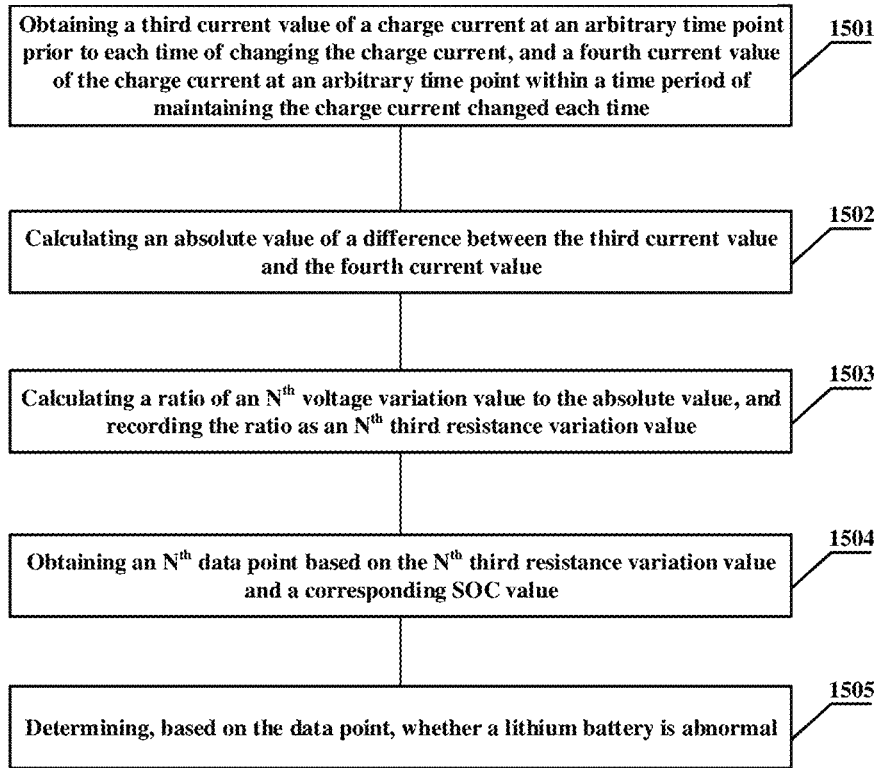 Obtaining a third current value of a charge current at an arbitrary time point
prior to each time of changing the charge current, and a fourth current value
of the charge current at an arbitrary time point within a time period of
maintaining the charge current changed each time
1501
Calculating an absolute value of a difference between the third current value
and the fourth current value
1502
Calculating a ratio of an Nth voltage variation value to the absolute value, and
recording the ratio as an Nth third resistance variation value
1503
Obtaining an Nth data point based on the Nth third resistance variation value
and a corresponding SOC value
1504
Determining, based on the data point, whether a lithium battery is abnormal
1505